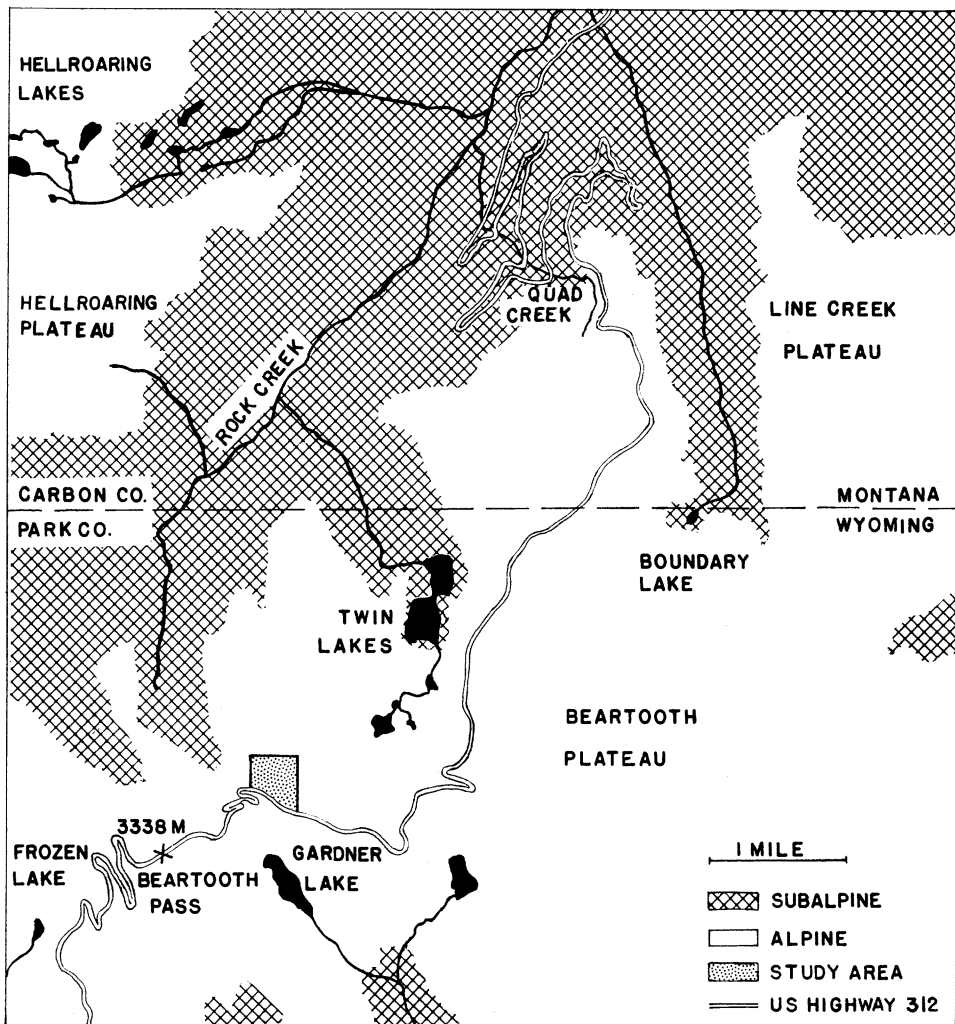 HELLROARING
LAKES
HELLROARING
PLATEAU
QUAD
CREEK
LINE CREEK
PLATEAU
ROCK CREEK
CARBON CO.
PARK CO.
MONTANA
WYOMING
BOUNDARY
LAKE
TWIN
LAKES
BEARTOOTH
PLATEAU
3338 M
FROZEN
LAKE
BEARTOOTH
PASS
GARDNER
LAKE
1 MILE
SUBALPINE
ALPINE
STUDY AREA
US HIGHWAY 312